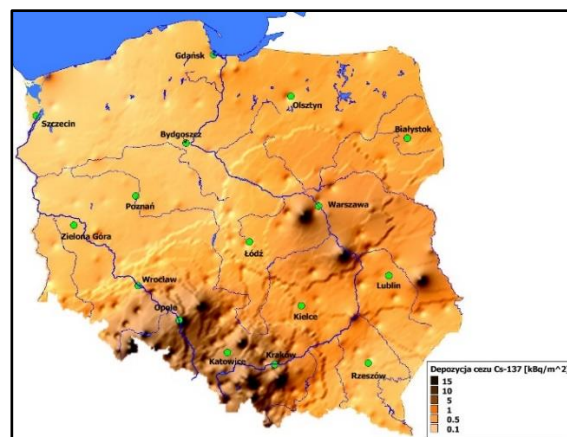 Gdańsk
Olsztyn
Szczecin
Białystok
Bydgoszcz
Poznań
Warszawa
Zielona Góra
Łódź
Wrocław
Lublin
Opole
Kielce
Katowice
Kraków
Rzeszów
Depozycja cezu Cs-137 [kBq/m^2]
15
10
5
1
0.5
0.1